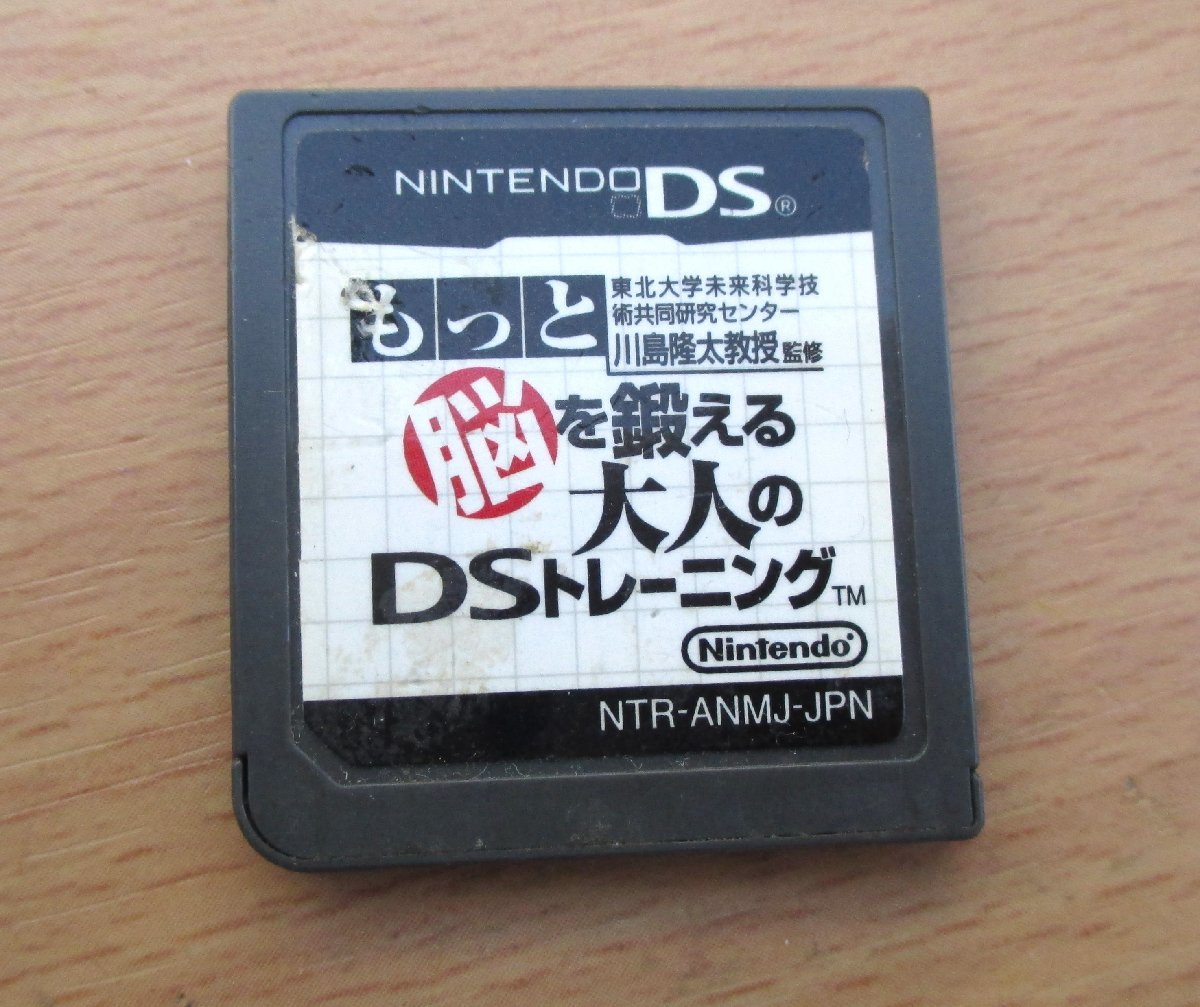 NINTENDO DS®
もっと
東北大学未来科学技
術共同研究センター
川島隆太教授 監修
脳を鍛える
大人の
DSトレーニング™
Nintendo®
NTR-ANMJ-JPN